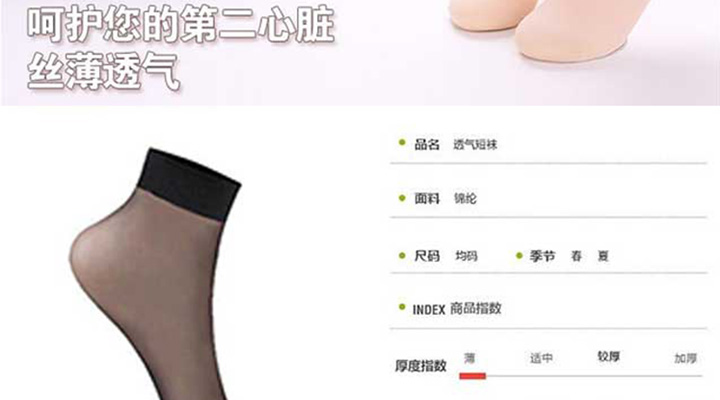 呵护您的第二心脏
丝薄透气
品名 透气短袜
面料 锦纶
尺码 均码 季节 春 夏
INDEX 商品指数
厚度指数 薄 适中 较厚 加厚